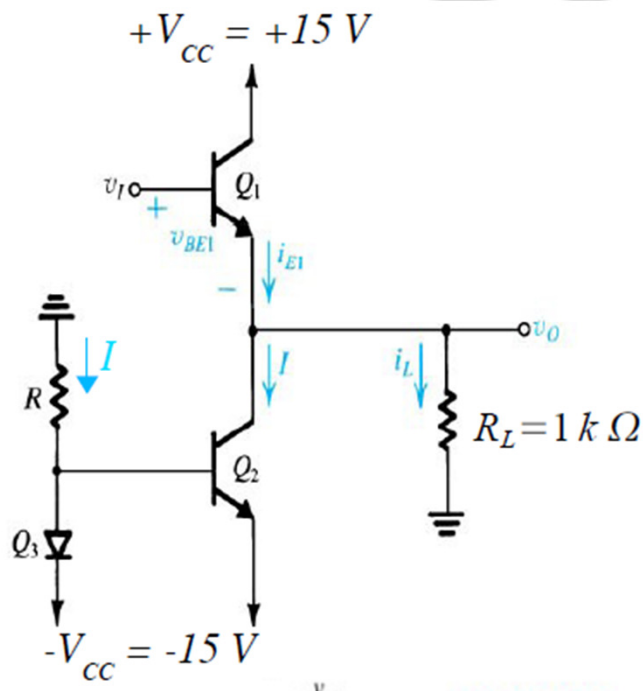 +V_CC = +15 V
v_I
Q_1
+
v_BE1
i_E1
−
v_O
I
I
i_L
R
R_L = 1 k Ω
Q_2
Q_3
-V_CC = -15 V
v